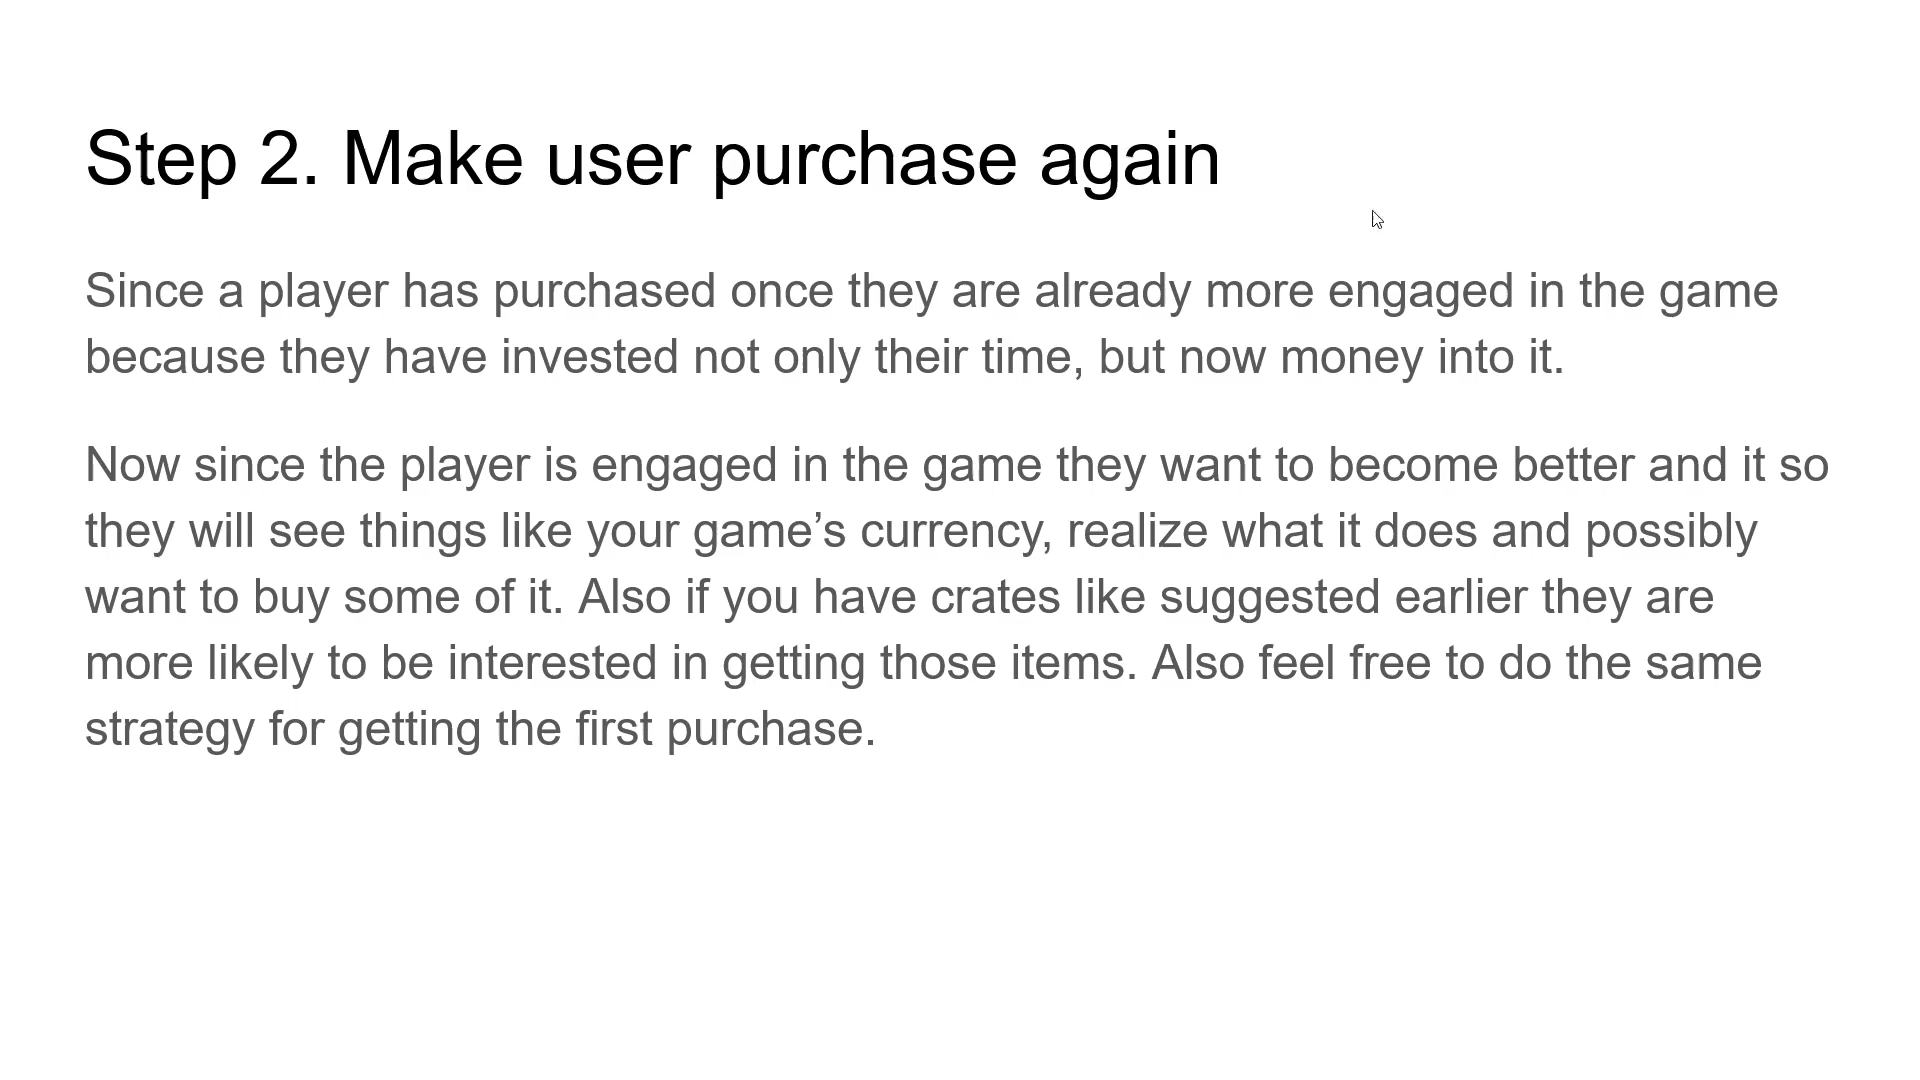 Step 2. Make user purchase again
Since a player has purchased once they are already more engaged in the game
because they have invested not only their time, but now money into it.
Now since the player is engaged in the game they want to become better and it so
they will see things like your game’s currency, realize what it does and possibly
want to buy some of it. Also if you have crates like suggested earlier they are
more likely to be interested in getting those items. Also feel free to do the same
strategy for getting the first purchase.